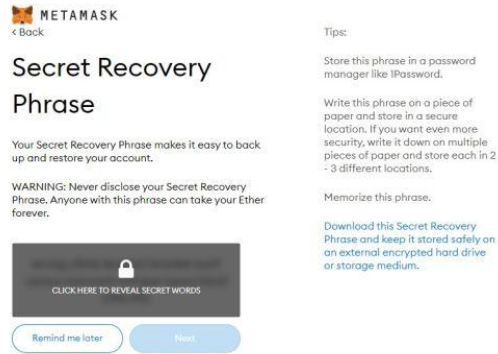 METAMASK
< Back
Secret Recovery
Phrase
Your Secret Recovery Phrase makes it easy to back
up and restore your account.
WARNING: Never disclose your Secret Recovery
Phrase. Anyone with this phrase can take your Ether
forever.
CLICK HERE TO REVEAL SECRET WORDS
Remind me later
Next
Tips:
Store this phrase in a password
manager like 1Password.
Write this phrase on a piece of
paper and store in a secure
location. If you want even more
security, write it down on multiple
pieces of paper and store each in 2
- 3 different locations.
Memorize this phrase.
Download this Secret Recovery
Phrase and keep it stored safely on
an external encrypted hard drive
or storage medium.